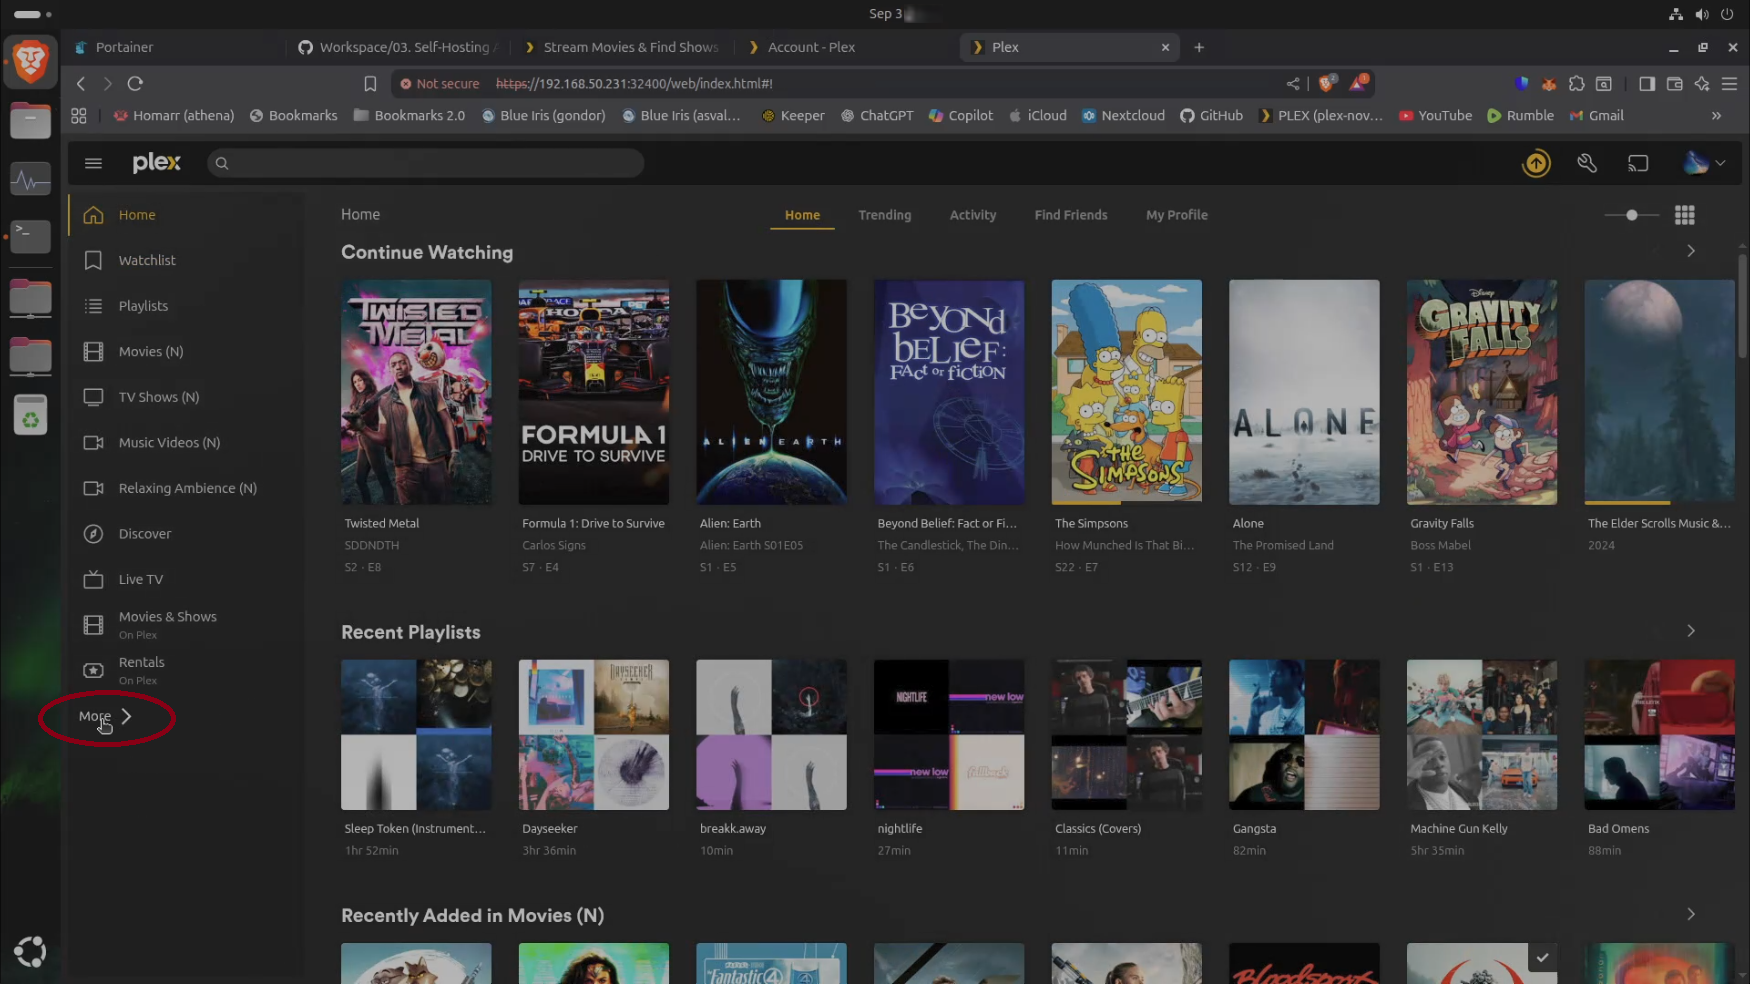 Sep 3
Portainer
Workspace/03. Self-Hosting A
Stream Movies & Find Shows
Account - Plex
Plex
Not secure
https://192.168.50.231:32400/web/index.html#!
2
1
Homarr (athena)
Bookmarks
Bookmarks 2.0
Blue Iris (gondor)
Blue Iris (asval...
Keeper
ChatGPT
Copilot
iCloud
Nextcloud
GitHub
PLEX (plex-nov...
YouTube
Rumble
Gmail
»
plex
Home
Watchlist
Playlists
Movies (N)
TV Shows (N)
Music Videos (N)
Relaxing Ambience (N)
Discover
Live TV
Movies & Shows
On Plex
Rentals
On Plex
More
Home
Home
Trending
Activity
Find Friends
My Profile
Continue Watching
TWISTED METAL
FORMULA 1
DRIVE TO SURVIVE
ALIEN EARTH
BEYOND
BELIEF:
FACT or fiction
THE SIMPSONS
ALONE
Disney
GRAVITY
FALLS
Twisted Metal
SDDNDTH
S2 · E8
Formula 1: Drive to Survive
Carlos Signs
S7 · E4
Alien: Earth
Alien: Earth S01E05
S1 · E5
Beyond Belief: Fact or Fi...
The Candlestick, The Din...
S1 · E6
The Simpsons
How Munched Is That Bi...
S22 · E7
Alone
The Promised Land
S12 · E9
Gravity Falls
Boss Mabel
S1 · E13
The Elder Scrolls Music &...
2024
Recent Playlists
DAYSEEKER
NIGHTLIFE
new low
new low
fallback
Sleep Token (Instrument...
1hr 52min
Dayseeker
3hr 36min
breakk.away
10min
nightlife
27min
Classics (Covers)
11min
Gangsta
82min
Machine Gun Kelly
5hr 35min
Bad Omens
88min
Recently Added in Movies (N)
FANTASTIC 4
Bloodsport